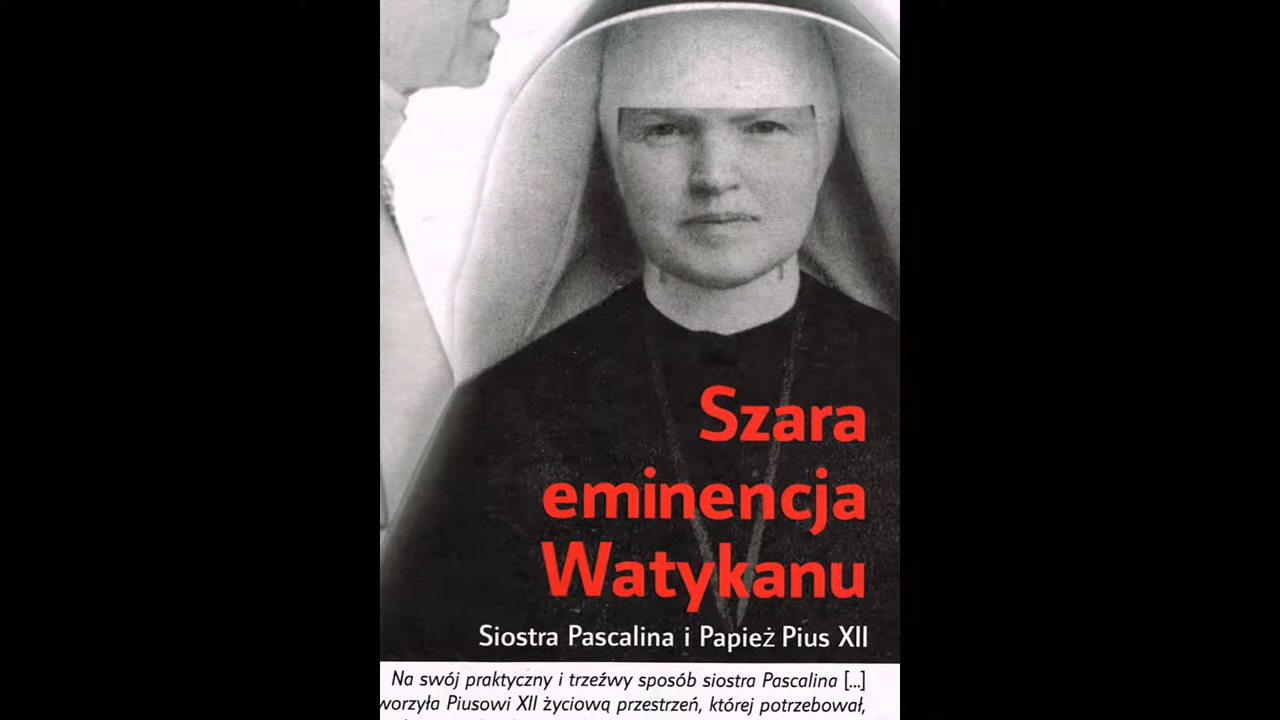 Szara
eminencja
Watykanu
Siostra Pascalina i Papież Pius XII
Na swój praktyczny i trzeźwy sposób siostra Pascalina [...]
worzyła Piusowi XII życiową przestrzeń, której potrzebował,